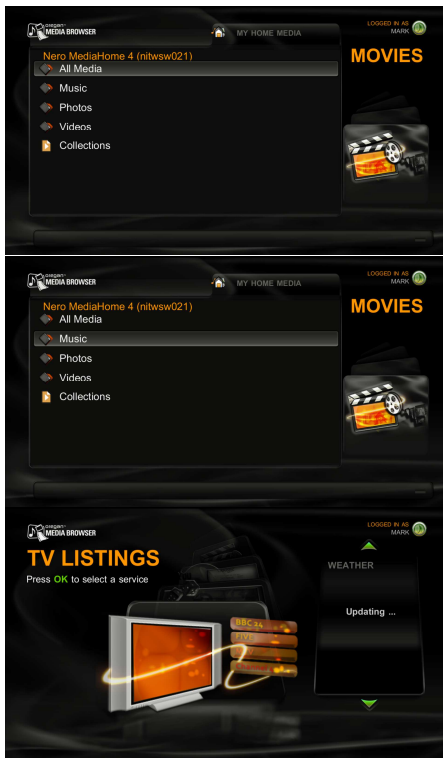 oregan™
MEDIA BROWSER
MY HOME MEDIA
LOGGED IN AS
MARK
MOVIES
Nero MediaHome 4 (nitwsw021)
All Media
Music
Photos
Videos
Collections
oregan™
MEDIA BROWSER
MY HOME MEDIA
LOGGED IN AS
MARK
MOVIES
Nero MediaHome 4 (nitwsw021)
All Media
Music
Photos
Videos
Collections
oregan™
MEDIA BROWSER
LOGGED IN AS
MARK
TV LISTINGS
Press OK to select a service
WEATHER
Updating ...
BBC 24
FIVE